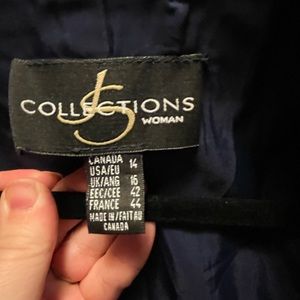 JS
COLLECTIONS
WOMAN
CANADA 14
USA/EU
UK/ANG 16
EEC/CEE 42
FRANCE 44
MADE IN/FAIT AU
CANADA